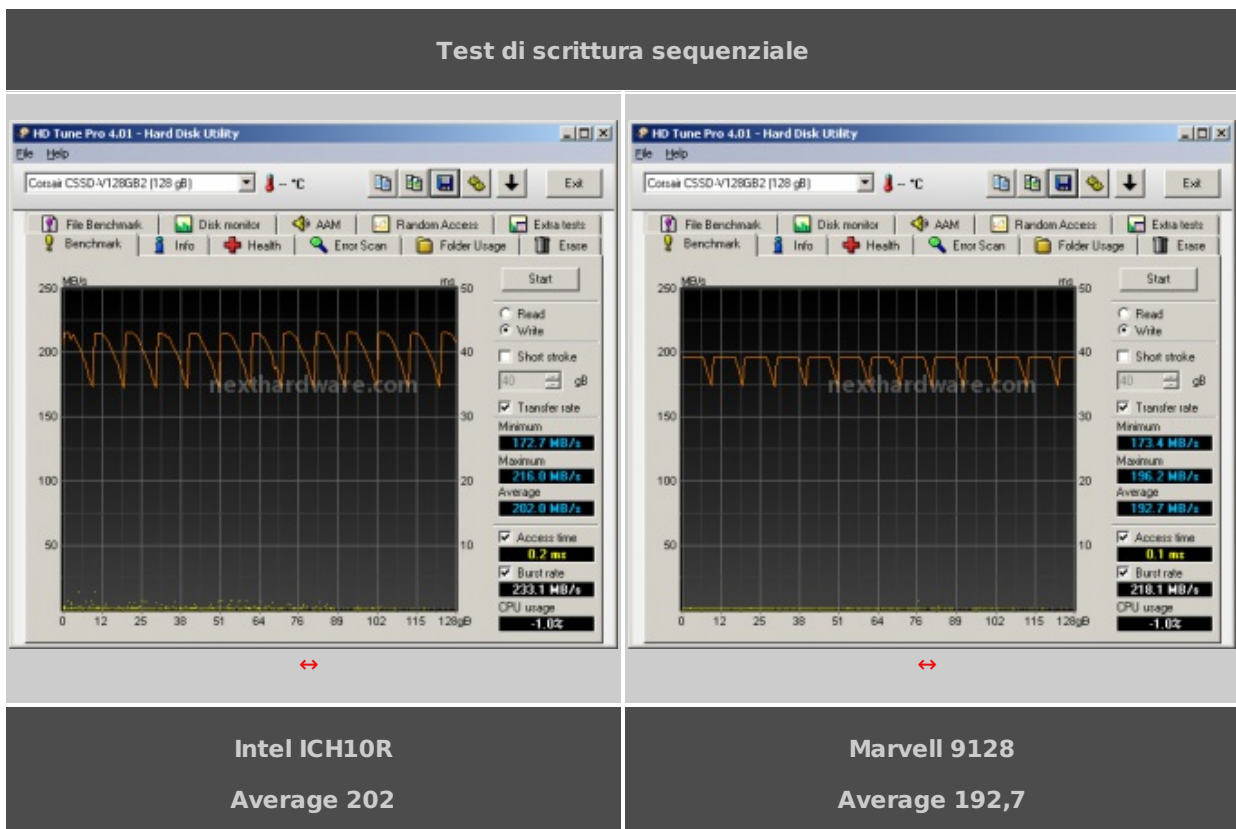 Test di scrittura sequenziale
HD Tune Pro 4.01 - Hard Disk Utility
File Help
Corsair CSSD-V128GB2 (128 gB)
-- °C
Exit
File Benchmark Disk monitor AAM Random Access Extra tests
Benchmark Info Health Error Scan Folder Usage Erase
MB/s
ms
250
200
150
100
50
50
40
30
20
10
0 12 25 38 51 64 76 89 102 115 128gB
nexthardware.com
Start
Read
Write
Short stroke
40 gB
Transfer rate
Minimum
172.7 MB/s
Maximum
216.0 MB/s
Average
202.0 MB/s
Access time
0.2 ms
Burst rate
233.1 MB/s
CPU usage
-1.0%
↔
Intel ICH10R
Average 202
HD Tune Pro 4.01 - Hard Disk Utility
File Help
Corsair CSSD-V128GB2 (128 gB)
-- °C
Exit
File Benchmark Disk monitor AAM Random Access Extra tests
Benchmark Info Health Error Scan Folder Usage Erase
MB/s
ms
250
200
150
100
50
50
40
30
20
10
0 12 25 38 51 64 76 89 102 115 128gB
nexthardware.com
Start
Read
Write
Short stroke
40 gB
Transfer rate
Minimum
173.4 MB/s
Maximum
196.2 MB/s
Average
192.7 MB/s
Access time
0.1 ms
Burst rate
218.1 MB/s
CPU usage
-1.0%
↔
Marvell 9128
Average 192,7